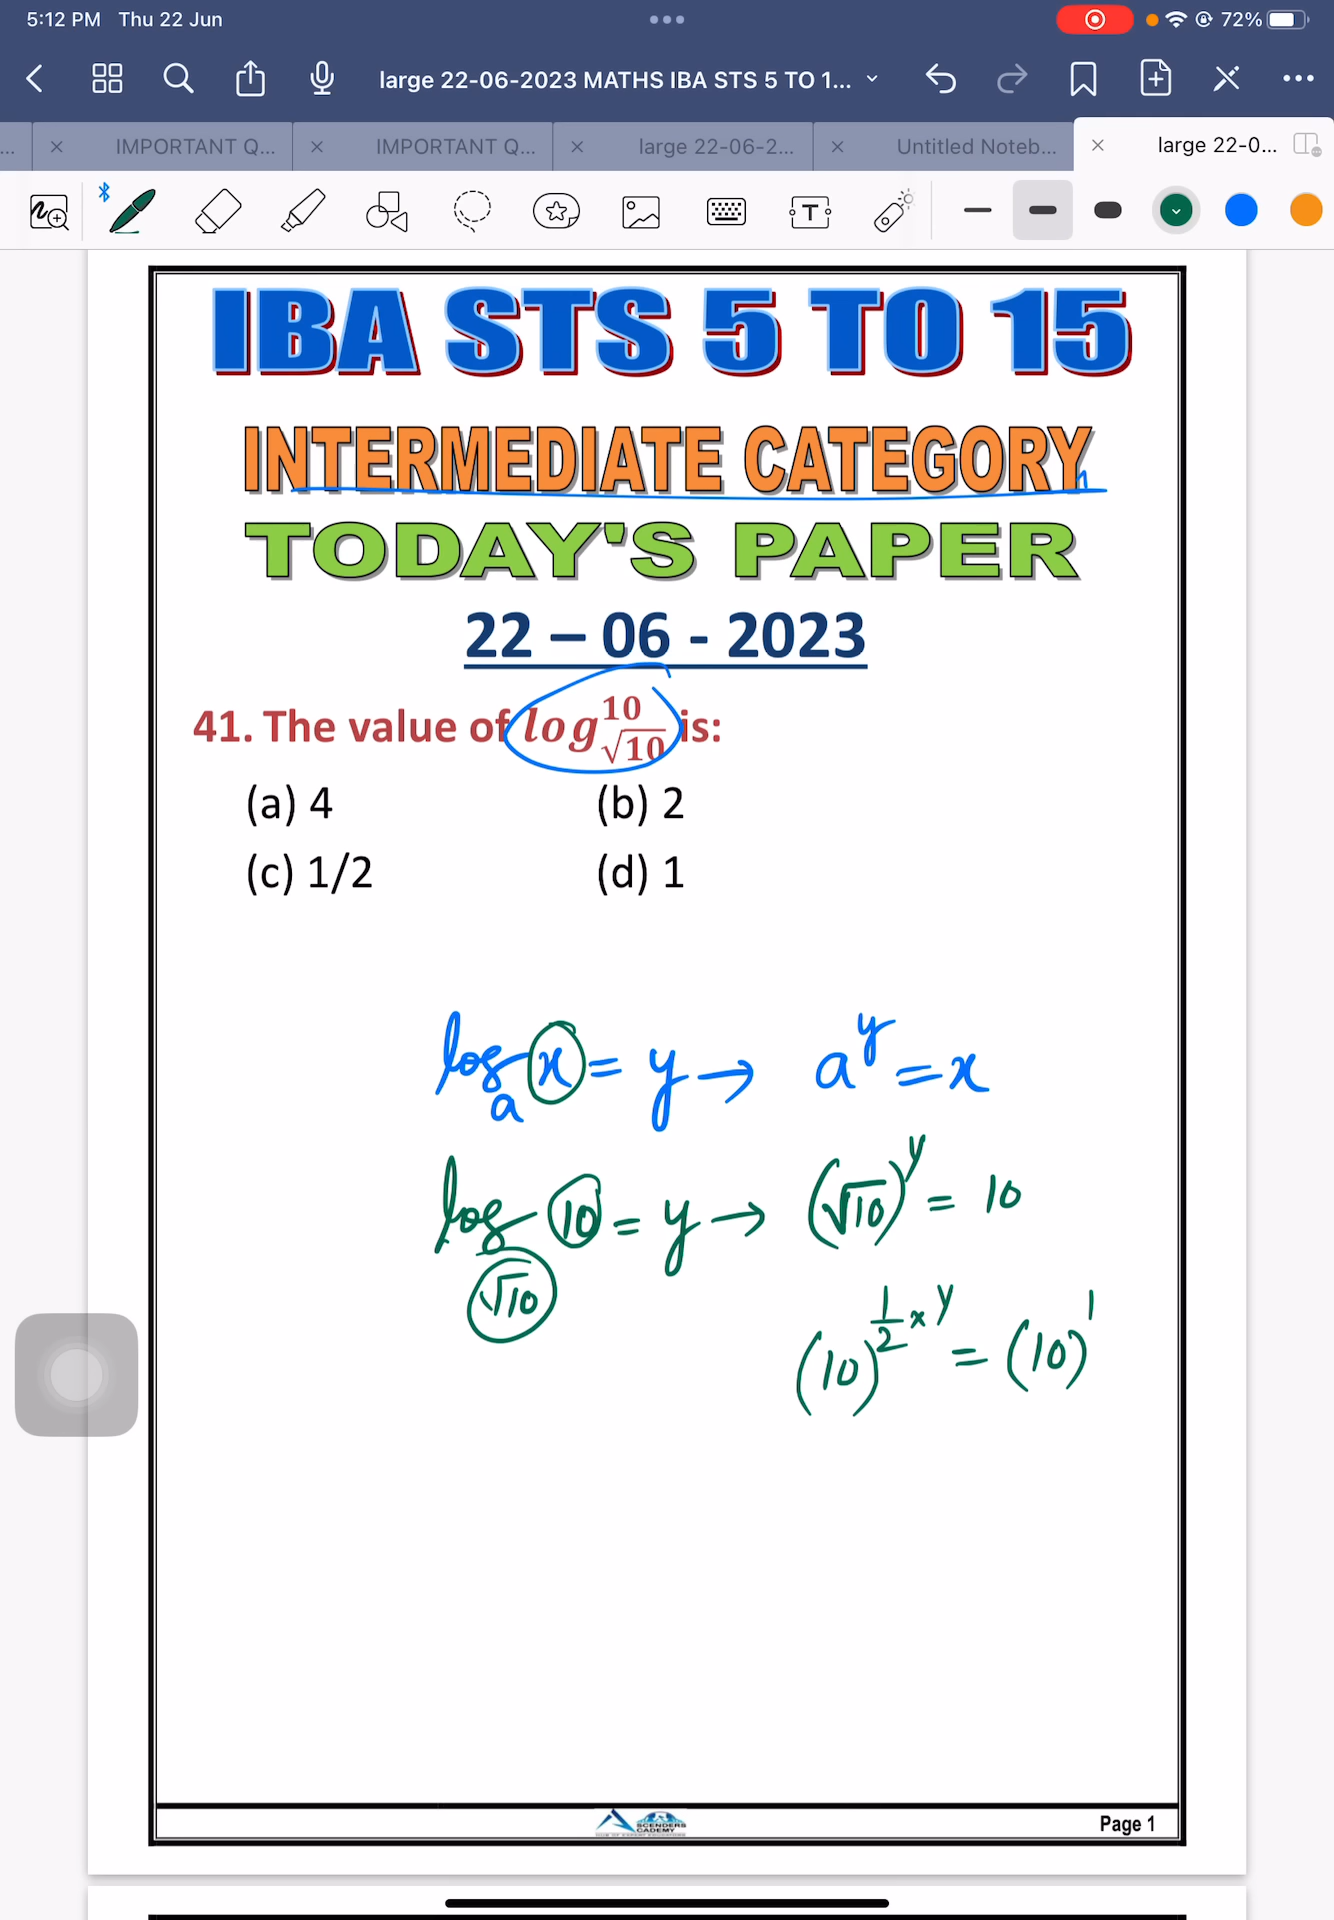 5:12 PM Thu 22 Jun
72%
large 22-06-2023 MATHS IBA STS 5 TO 1...
IMPORTANT Q... IMPORTANT Q... large 22-06-2... Untitled Noteb... large 22-0...
IBA STS 5 TO 15
INTERMEDIATE CATEGORY
TODAY'S PAPER
22 – 06 - 2023
41. The value of log 10 √10 is:
(a) 4 (b) 2
(c) 1/2 (d) 1
log a x = y → a^y = x
log √10 10 = y → (√10)^y = 10
(10)^(1/2 × y) = (10)^1
SCENDERS
CADEMY
Page 1